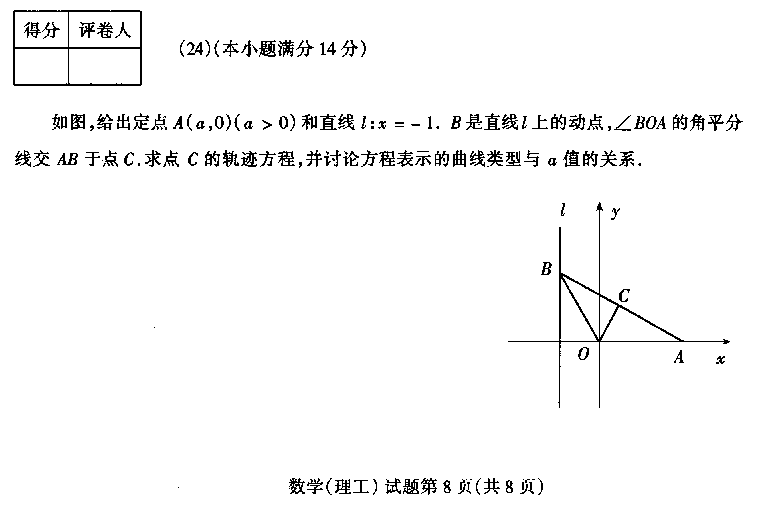 得分 评卷人
(24)(本小题满分 14 分)
如图,给出定点 A(a,0)(a > 0) 和直线 l:x = -1. B 是直线 l 上的动点,∠BOA 的角平分
线交 AB 于点 C.求点 C 的轨迹方程,并讨论方程表示的曲线类型与 a 值的关系.
l y
B
C
O A x
数学(理工) 试题第 8 页(共 8 页)